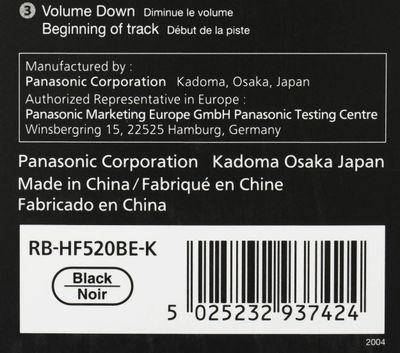 3 Volume Down Diminue le volume
Beginning of track Début de la piste
Manufactured by :
Panasonic Corporation Kadoma, Osaka, Japan
Authorized Representative in Europe :
Panasonic Marketing Europe GmbH Panasonic Testing Centre
Winsbergring 15, 22525 Hamburg, Germany
Panasonic Corporation Kadoma Osaka Japan
Made in China/Fabriqué en Chine
Fabricado en China
RB-HF520BE-K
Black
Noir
5 025232 937424
2004